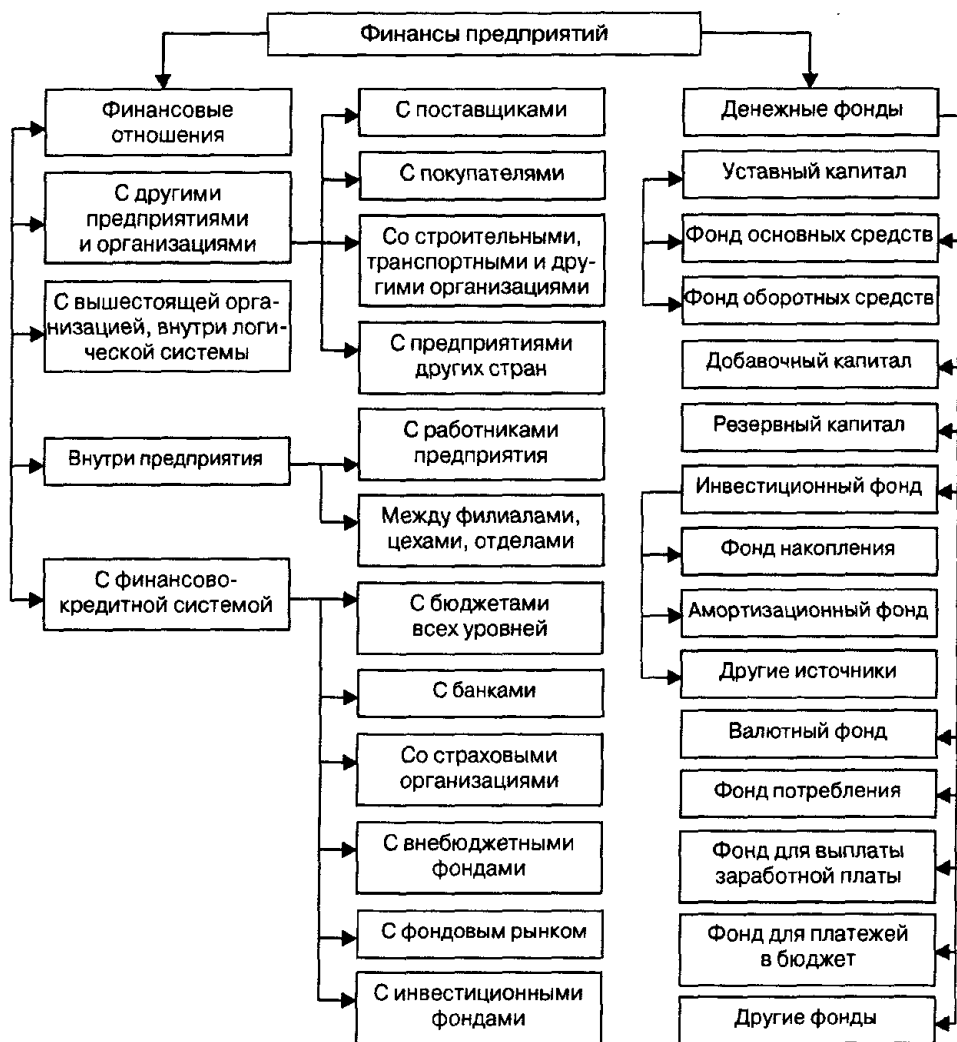 Финансы предприятий
Финансовые
отношения
С другими
предприятиями
и организациями
С вышестоящей орга-
низацией, внутри логи-
ческой системы
Внутри предприятия
С финансово-
кредитной системой
С поставщиками
С покупателями
Со строительными,
транспортными и дру-
гими организациями
С предприятиями
других стран
С работниками
предприятия
Между филиалами,
цехами, отделами
С бюджетами
всех уровней
С банками
Со страховыми
организациями
С внебюджетными
фондами
С фондовым рынком
С инвестиционными
фондами
Денежные фонды
Уставный капитал
Фонд основных средств
Фонд оборотных средств
Добавочный капитал
Резервный капитал
Инвестиционный фонд
Фонд накопления
Амортизационный фонд
Другие источники
Валютный фонд
Фонд потребления
Фонд для выплаты
заработной платы
Фонд для платежей
в бюджет
Другие фонды